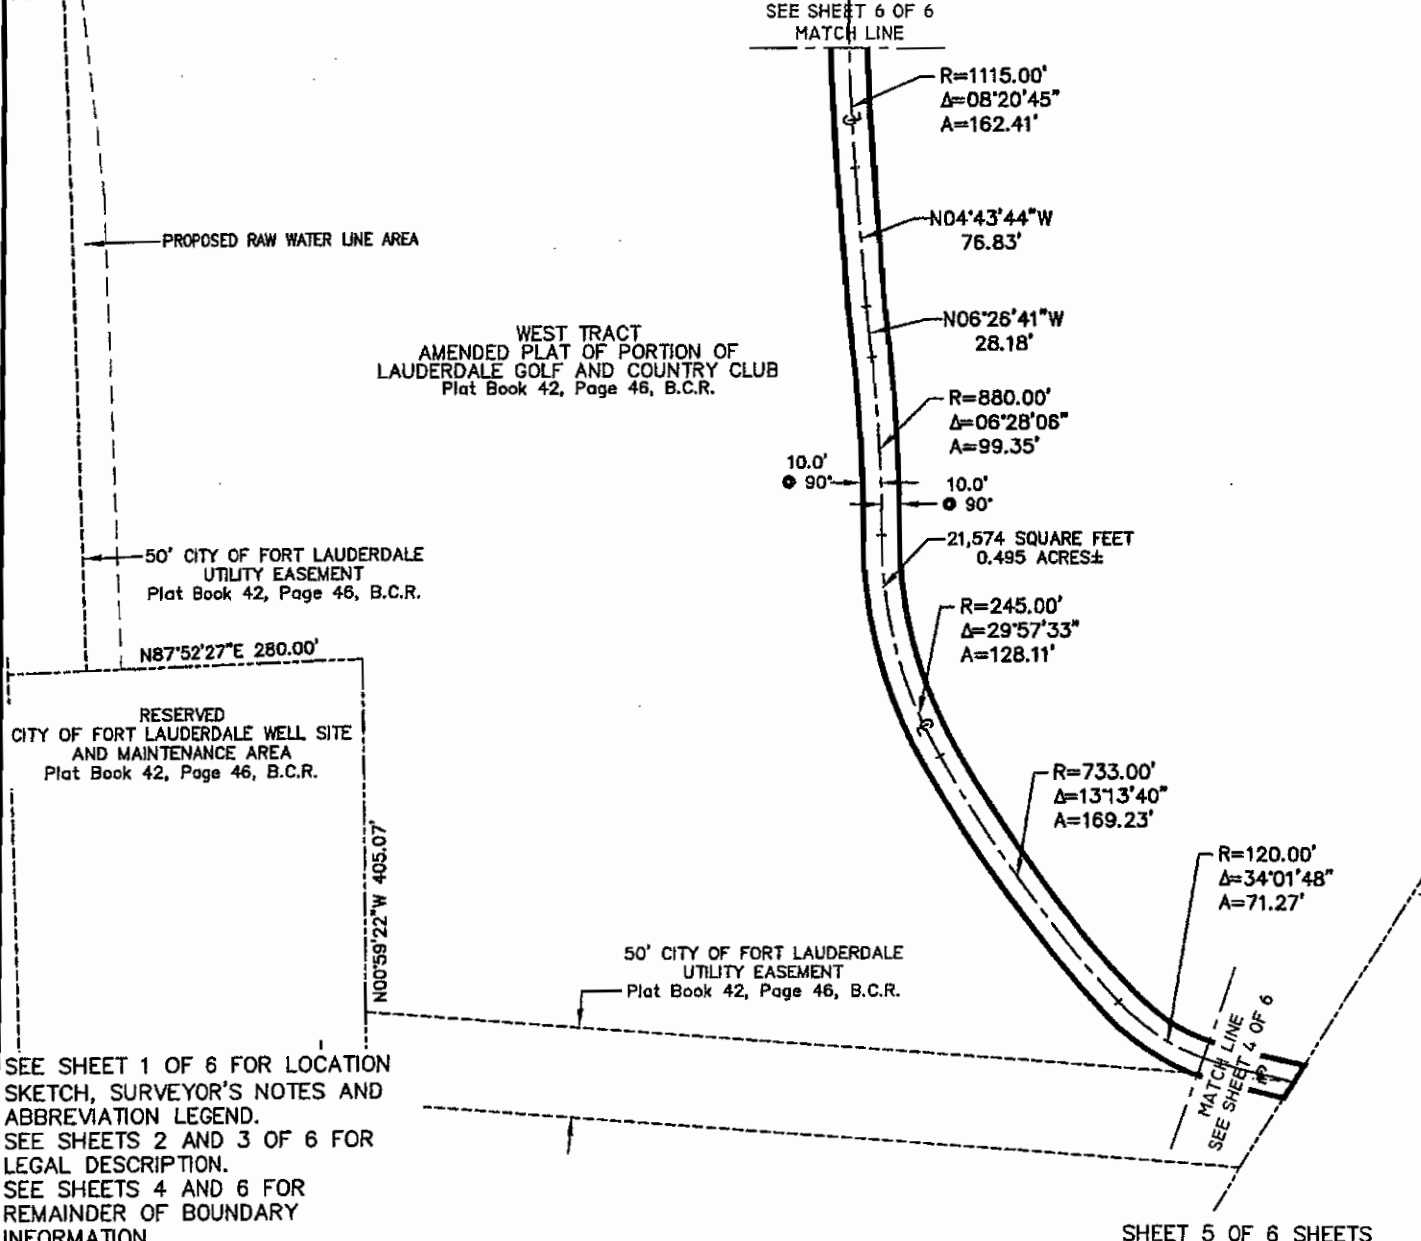 SEE SHEET 6 OF 6
MATCH LINE
R=1115.00'
Δ=08°20'45"
A=162.41'
N04°43'44"W
76.83'
PROPOSED RAW WATER LINE AREA
N06°26'41"W
28.18'
WEST TRACT
AMENDED PLAT OF PORTION OF
LAUDERDALE GOLF AND COUNTRY CLUB
Plat Book 42, Page 46, B.C.R.
R=880.00'
Δ=06°28'06"
A=99.35'
10.0'
@ 90°
10.0'
@ 90°
21,574 SQUARE FEET
0.495 ACRES±
50' CITY OF FORT LAUDERDALE
UTILITY EASEMENT
Plat Book 42, Page 46, B.C.R.
R=245.00'
Δ=29°57'33"
A=128.11'
N87°52'27"E 280.00'
RESERVED
CITY OF FORT LAUDERDALE WELL SITE
AND MAINTENANCE AREA
Plat Book 42, Page 46, B.C.R.
R=733.00'
Δ=13°13'40"
A=169.23'
N00°59'22"W 405.07'
R=120.00'
Δ=34°01'48"
A=71.27'
50' CITY OF FORT LAUDERDALE
UTILITY EASEMENT
Plat Book 42, Page 46, B.C.R.
MATCH LINE
SEE SHEET 4 OF 6
SEE SHEET 1 OF 6 FOR LOCATION
SKETCH, SURVEYOR'S NOTES AND
ABBREVIATION LEGEND.
SEE SHEETS 2 AND 3 OF 6 FOR
LEGAL DESCRIPTION.
SEE SHEETS 4 AND 6 FOR
REMAINDER OF BOUNDARY
INFORMATION
SHEET 5 OF 6 SHEETS